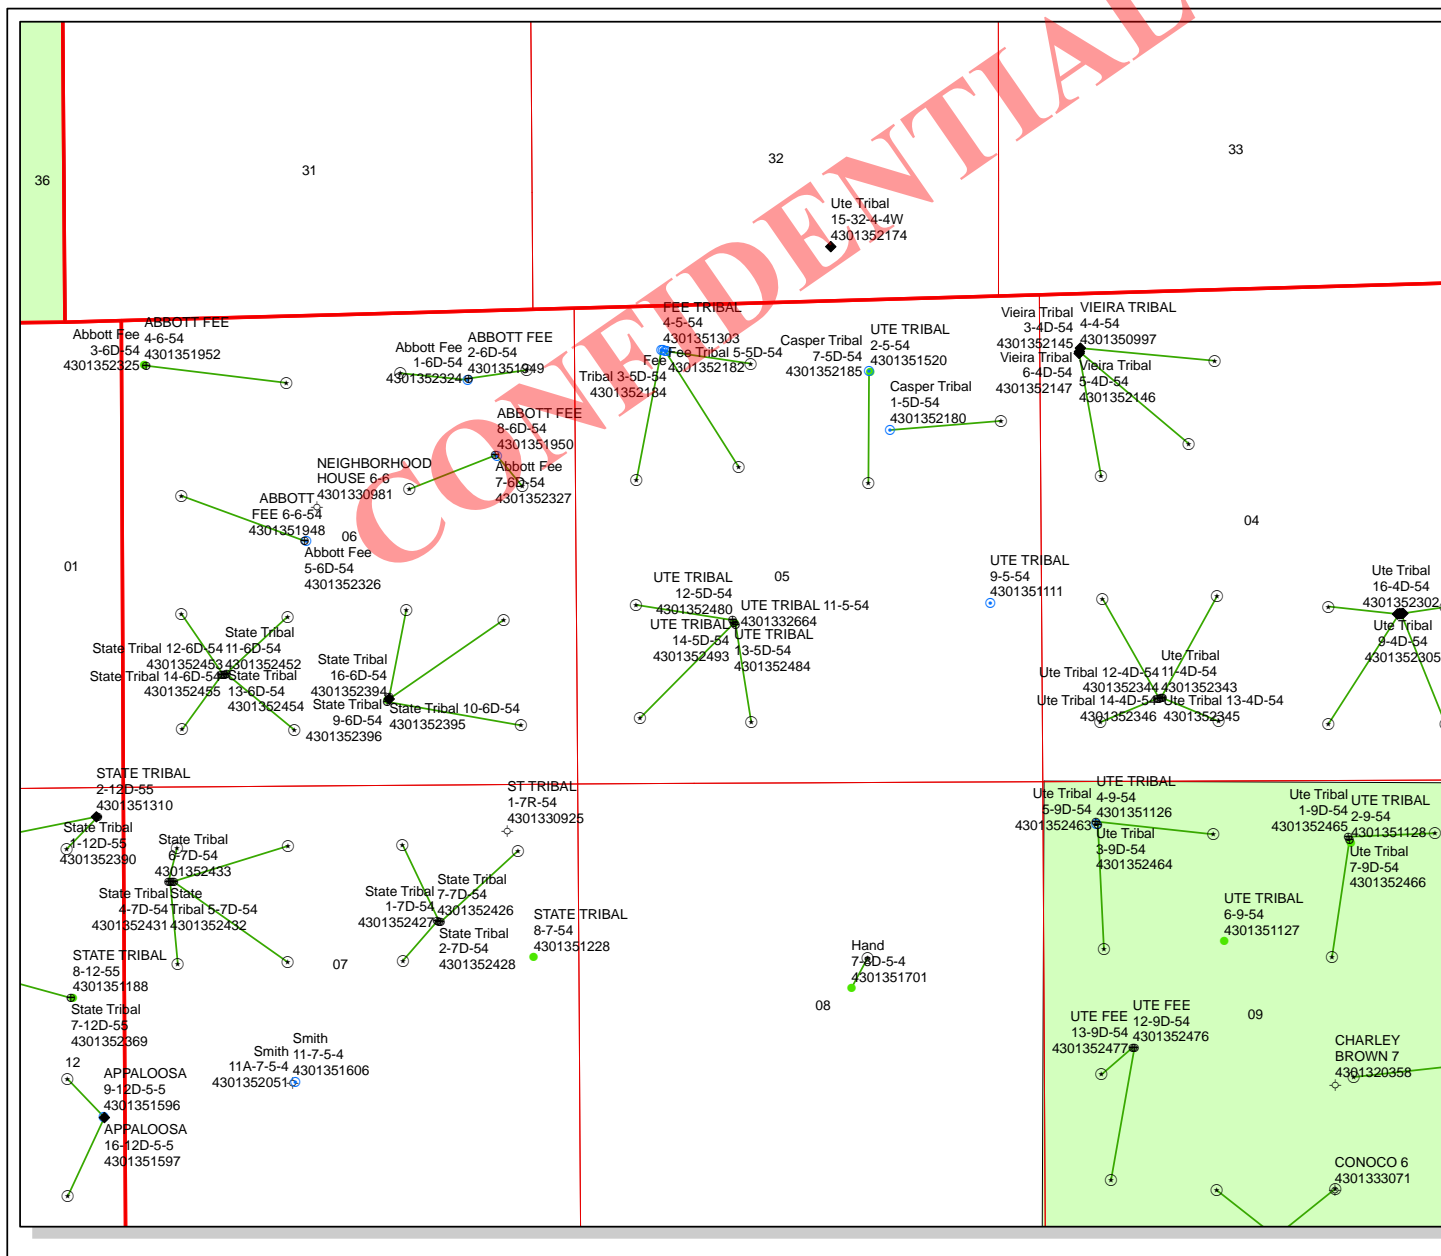 CONFIDENTIAL
36
31
32
33
Ute Tribal
15-32-4-4W
4301352174
Abbott Fee
3-6D-54
4301352325
ABBOTT FEE
4-6-54
4301351952
Abbott Fee
1-6D-54
4301352324
ABBOTT FEE
2-6D-54
4301351949
FEE TRIBAL
4-5-54
4301351303
Fee Tribal 5-5D-54
4301352182
Fee
Tribal 3-5D-54
4301352184
Casper Tribal
7-5D-54
4301352185
UTE TRIBAL
2-5-54
4301351520
Casper Tribal
1-5D-54
4301352180
Vieira Tribal
3-4D-54
4301352145
VIEIRA TRIBAL
4-4-54
4301350997
Vieira Tribal
6-4D-54
4301352147
Vieira Tribal
5-4D-54
4301352146
ABBOTT FEE
8-6D-54
4301351950
Abbott Fee
7-6D-54
4301352327
NEIGHBORHOOD
HOUSE 6-6
4301330981
ABBOTT
FEE 6-6-54
4301351948
06
Abbott Fee
5-6D-54
4301352326
01
05
04
UTE TRIBAL
9-5-54
4301351111
UTE TRIBAL
12-5D-54
4301352480
UTE TRIBAL 11-5-54
4301332664
UTE TRIBAL
14-5D-54
4301352493
UTE TRIBAL
13-5D-54
4301352484
Ute Tribal
16-4D-54
4301352302
Ute Tribal
9-4D-54
4301352305
State Tribal 12-6D-54
4301352453
State Tribal
11-6D-54
4301352452
State Tribal 14-6D-54
4301352455
State Tribal
13-6D-54
4301352454
State Tribal
16-6D-54
4301352394
State Tribal
9-6D-54
4301352396
State Tribal 10-6D-54
4301352395
Ute Tribal 12-4D-54
4301352344
Ute Tribal
11-4D-54
4301352343
Ute Tribal 14-4D-54
4301352346
Ute Tribal 13-4D-54
4301352345
STATE TRIBAL
2-12D-55
4301351310
State Tribal
1-12D-55
4301352390
State Tribal
6-7D-54
4301352433
State Tribal
4-7D-54
4301352431
State
Tribal 5-7D-54
4301352432
ST TRIBAL
1-7R-54
4301330925
State Tribal
1-7D-54
4301352427
State Tribal
7-7D-54
4301352426
State Tribal
2-7D-54
4301352428
STATE TRIBAL
8-7-54
4301351228
Ute Tribal
5-9D-54
4301352463
UTE TRIBAL
4-9-54
4301351126
Ute Tribal
3-9D-54
4301352464
Ute Tribal
1-9D-54
4301352465
UTE TRIBAL
2-9-54
4301351128
Ute Tribal
7-9D-54
4301352466
UTE TRIBAL
6-9-54
4301351127
STATE TRIBAL
8-12-55
4301351188
State Tribal
7-12D-55
4301352369
07
Hand
7-8D-5-4
4301351701
08
09
UTE FEE
13-9D-54
4301352477
UTE FEE
12-9D-54
4301352476
CHARLEY
BROWN 7
4301320358
12
APPALOOSA
9-12D-5-5
4301351596
APPALOOSA
16-12D-5-5
4301351597
Smith
11A-7-5-4
4301352051
Smith
11-7-5-4
4301351606
CONOCO 6
4301333071